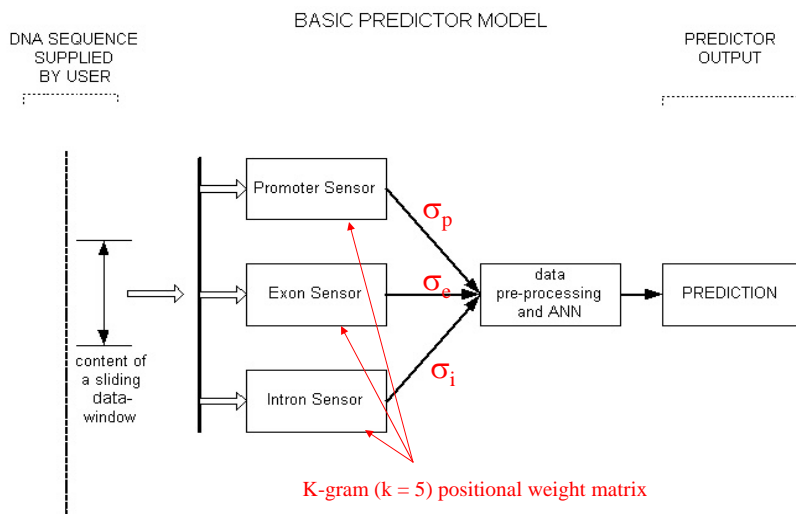 BASIC PREDICTOR MODEL
DNA SEQUENCE
SUPPLIED
BY USER
PREDICTOR
OUTPUT
Promoter Sensor
σp
Exon Sensor
σe
data
pre-processing
and ANN
PREDICTION
content of
a sliding
data-
window
σi
Intron Sensor
K-gram (k = 5) positional weight matrix